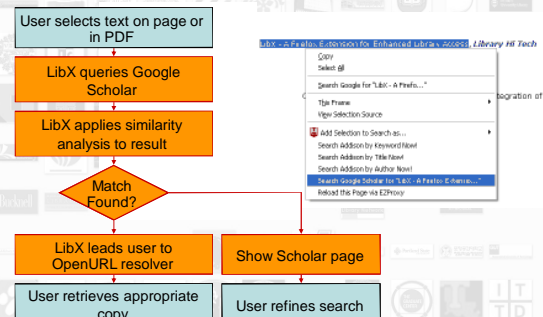 User selects text on page or
in PDF
LibX queries Google
Scholar
LibX applies similarity
analysis to result
Match
Found?
LibX leads user to
OpenURL resolver
Show Scholar page
User retrieves appropriate
copy
User refines search
LibX - A Firefox Extension for Enhanced Library Access, Library Hi Tech
Copy
Select All
Search Google for "LibX - A Firefo..."
This Frame
View Selection Source
Add Selection to Search as...
Search Addison by Keyword Now!
Search Addison by Title Now!
Search Addison by Author Now!
Search Google Scholar for "LibX - A Firefox Extensio..."
Reload this Page via EZProxy
tegration of